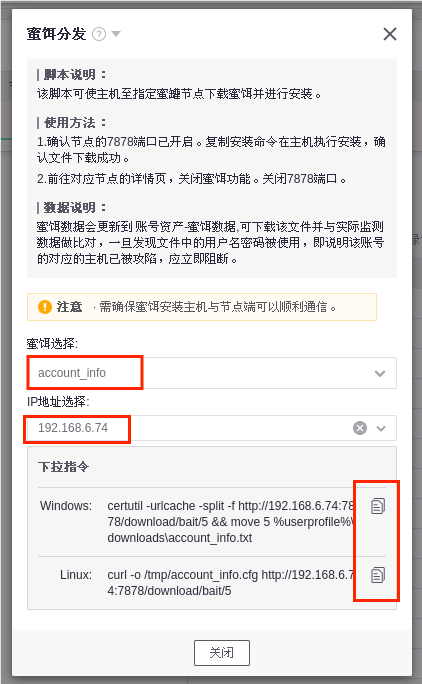 蜜饵分发
脚本说明：
该脚本可使主机至指定蜜罐节点下载蜜饵并进行安装。
使用方法：
1.确认节点的7878端口已开启。复制安装命令在主机执行安装，确
认文件下载成功。
2.前往对应节点的详情页，关闭蜜饵功能。关闭7878端口。
数据说明：
蜜饵数据会更新到 账号资产-蜜饵数据,可下载该文件并与实际监测
数据做比对，一旦发现文件中的用户名密码被使用，即说明该账号
的对应的主机已被攻陷，应立即阻断。
注意 · 需确保蜜饵安装主机与节点端可以顺利通信。
蜜饵选择:
account_info
IP地址选择:
192.168.6.74
下拉指令
Windows: certutil -urlcache -split -f http://192.168.6.74:78
78/download/bait/5 && move 5 %userprofile%\
downloads\account_info.txt
Linux: curl -o /tmp/account_info.cfg http://192.168.6.7
4:7878/download/bait/5
关闭